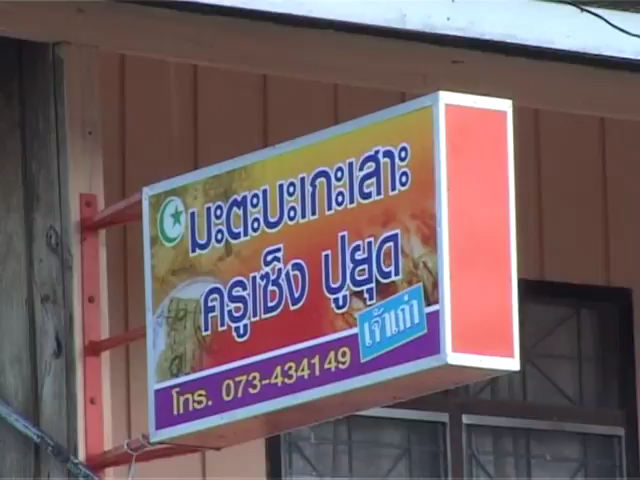 มะตะบะเกะเสาะ
ครูเซ็ง ปูยุด
เจ้าเก่า
โทร. 073-434149